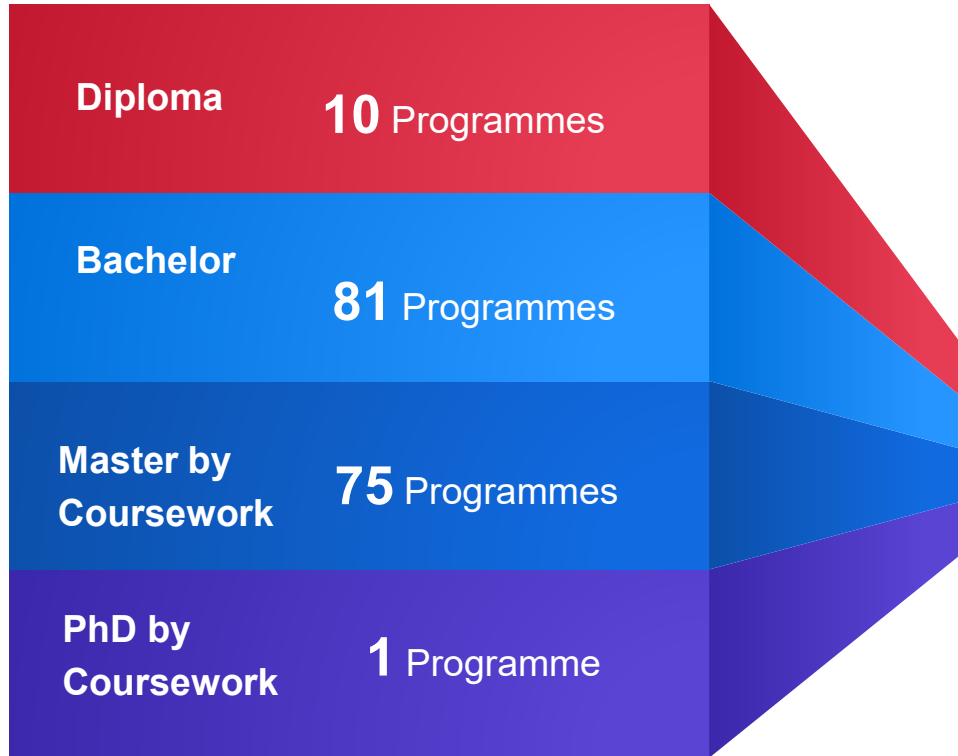 Diploma
10 Programmes
Bachelor
81 Programmes
Master by
Coursework
75 Programmes
PhD by
Coursework
1 Programme